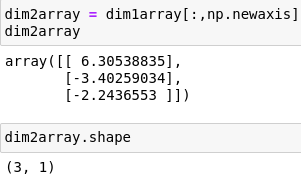 dim2array = dim1array[:,np.newaxis]
dim2array
array([[ 6.30538835],
       [-3.40259034],
       [-2.2436553 ]])
dim2array.shape
(3, 1)